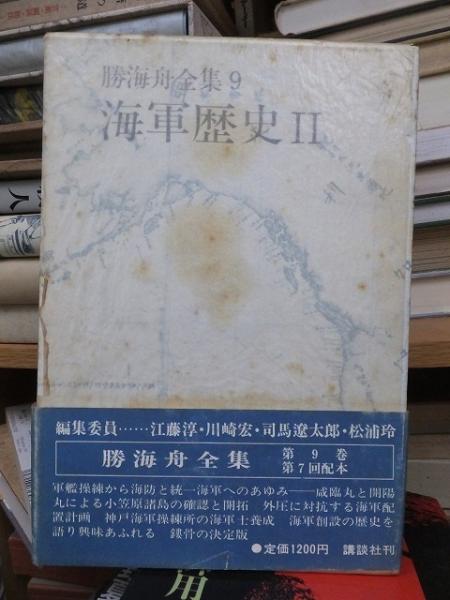 勝海舟全集9
海軍歴史II
編集委員……江藤淳・川崎宏・司馬遼太郎・松浦玲
勝海舟全集
第9巻
第7回配本
軍艦操練から海防と統一海軍へのあゆみ――咸臨丸と開陽
丸による小笠原諸島の確認と開拓　外圧に対抗する海軍配
置計画　神戸海軍操練所の海軍士養成　海軍創設の歴史を
語り興味あふれる　鏤骨の決定版
●定価1200円　講談社刊
人
用